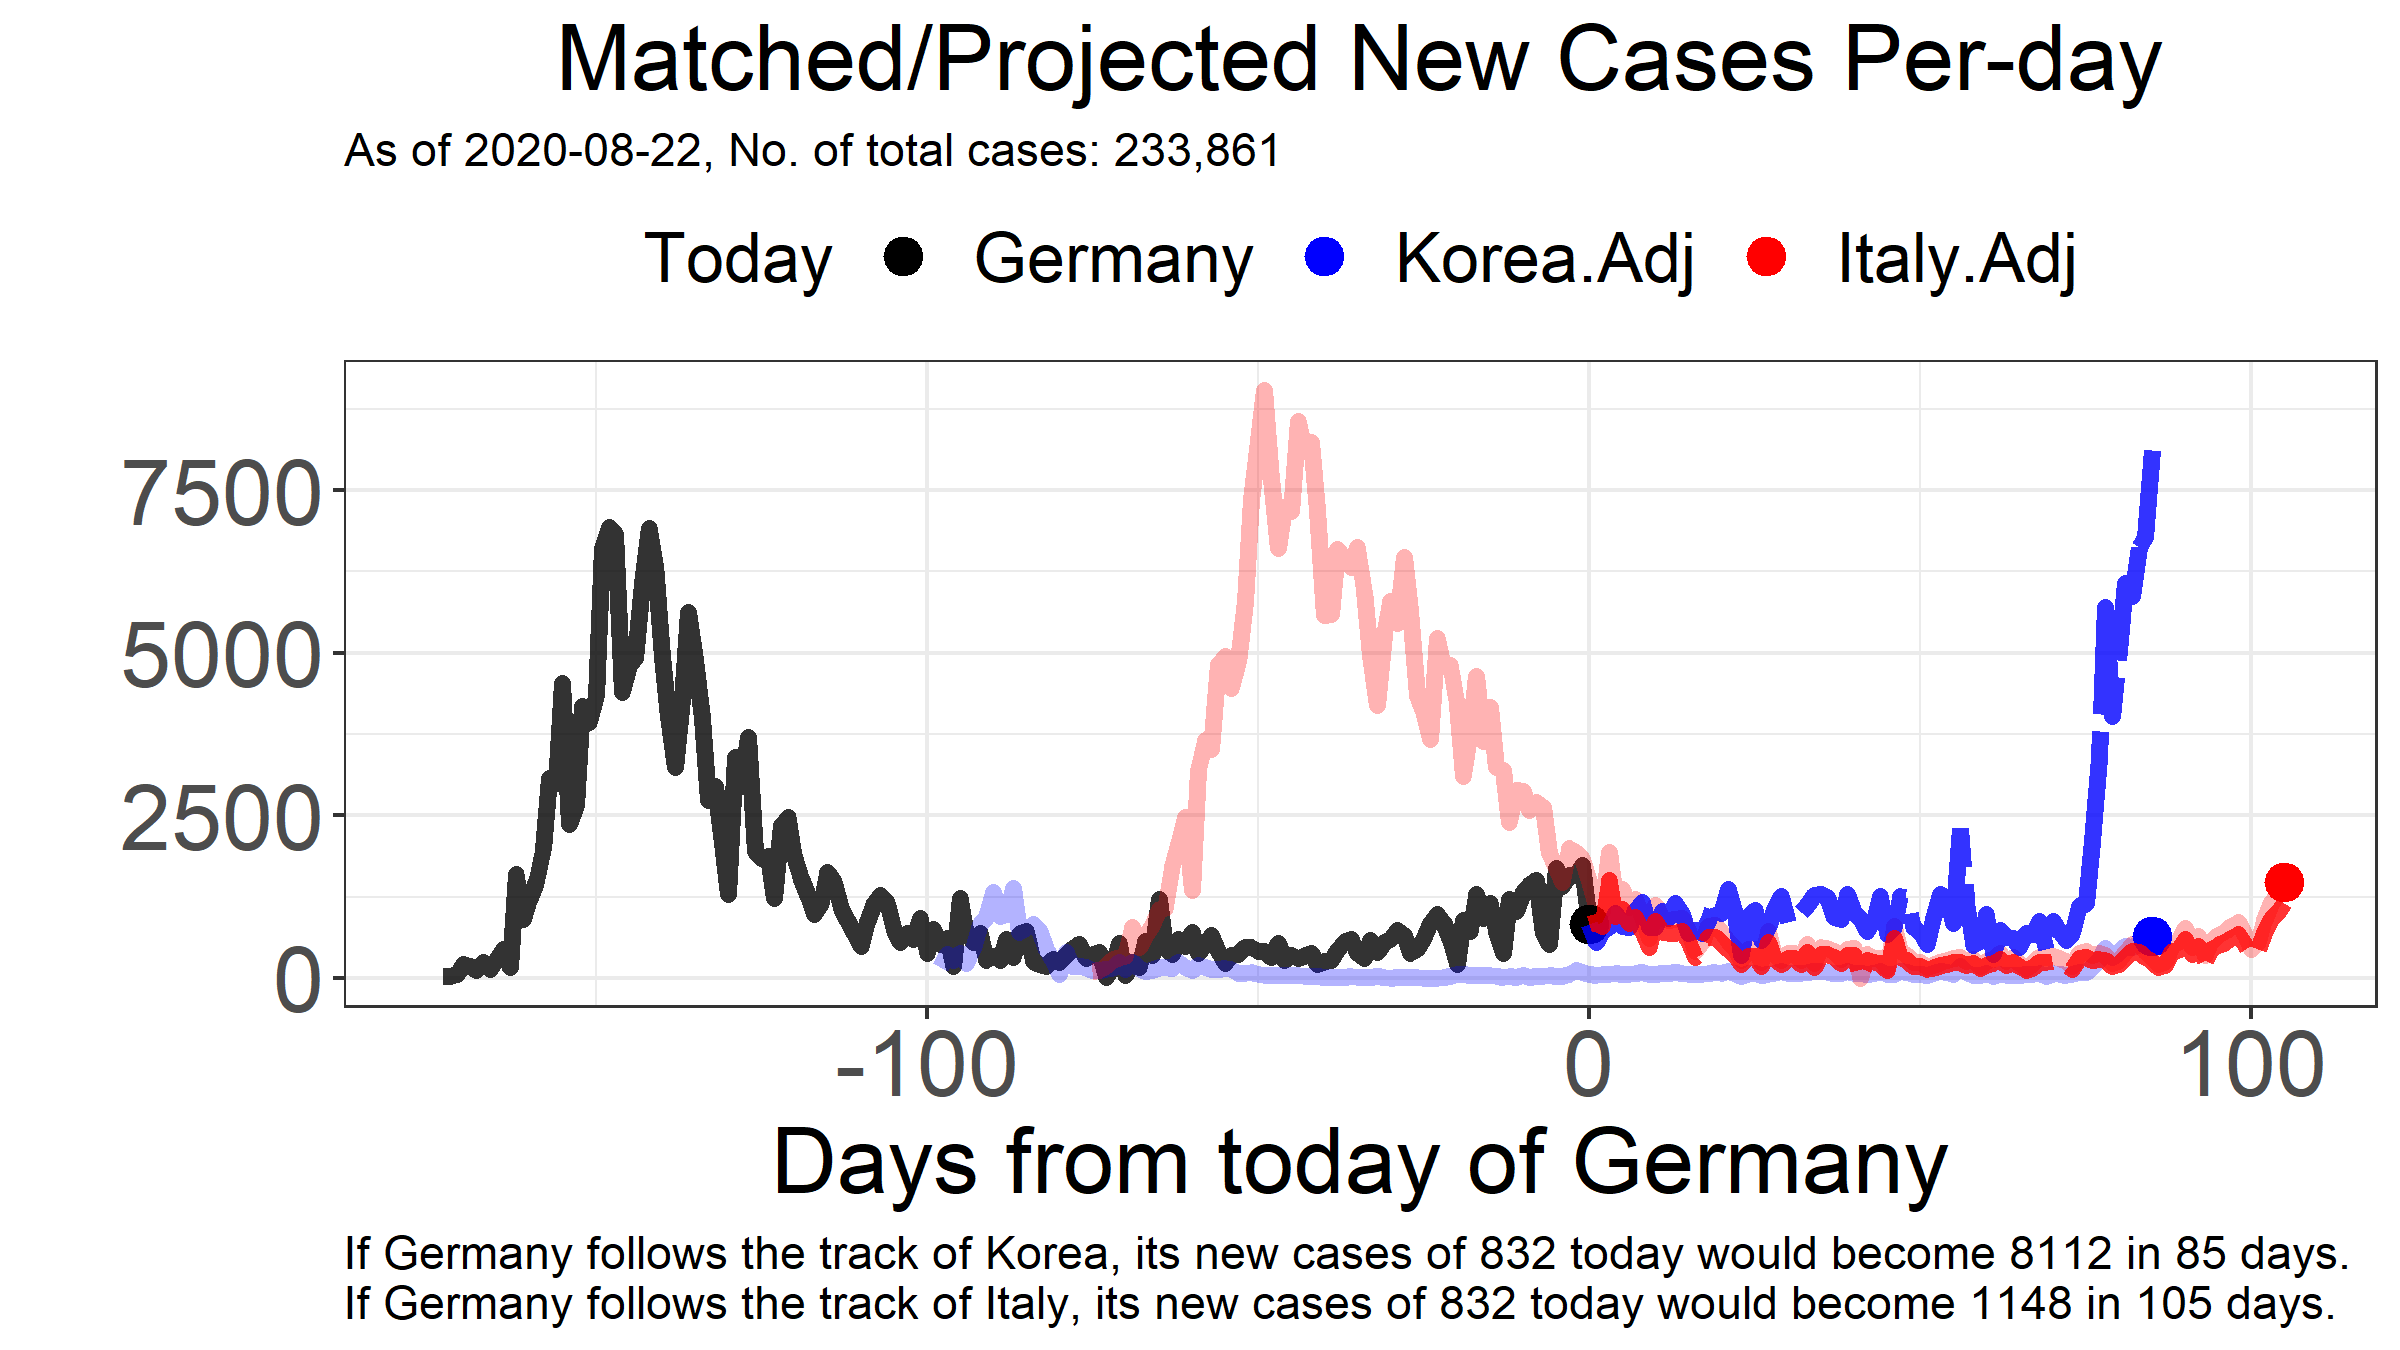 Matched/Projected New Cases Per-day
As of 2020-08-22, No. of total cases: 233,861
Today Germany Korea.Adj Italy.Adj
7500
5000
2500
0
-100 0 100
Days from today of Germany
If Germany follows the track of Korea, its new cases of 832 today would become 8112 in 85 days.
If Germany follows the track of Italy, its new cases of 832 today would become 1148 in 105 days.